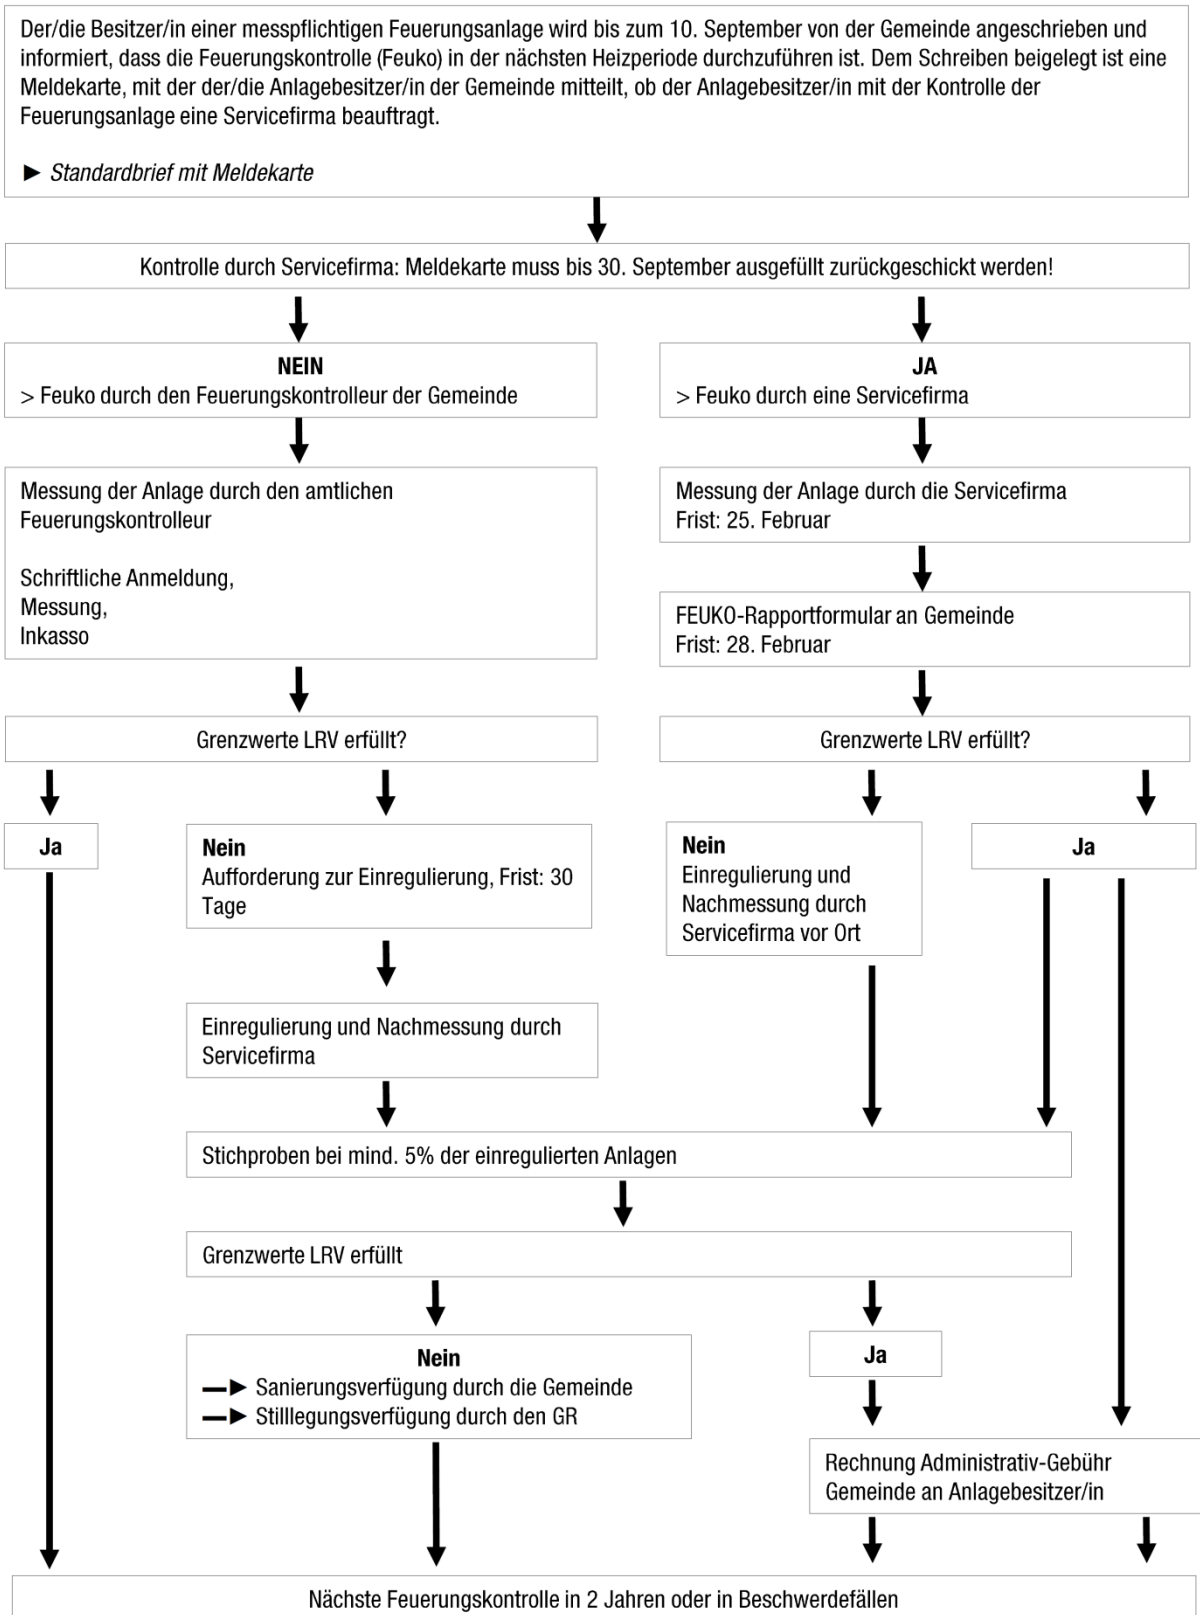 Der/die Besitzer/in einer messpflichtigen Feuerungsanlage wird bis zum 10. September von der Gemeinde angeschrieben und
informiert, dass die Feuerungskontrolle (Feuko) in der nächsten Heizperiode durchzuführen ist. Dem Schreiben beigelegt ist eine
Meldekarte, mit der der/die Anlagebesitzer/in der Gemeinde mitteilt, ob der Anlagebesitzer/in mit der Kontrolle der
Feuerungsanlage eine Servicefirma beauftragt.
► Standardbrief mit Meldekarte
Kontrolle durch Servicefirma: Meldekarte muss bis 30. September ausgefüllt zurückgeschickt werden!
NEIN
> Feuko durch den Feuerungskontrolleur der Gemeinde
JA
> Feuko durch eine Servicefirma
Messung der Anlage durch den amtlichen
Feuerungskontrolleur
Schriftliche Anmeldung,
Messung,
Inkasso
Messung der Anlage durch die Servicefirma
Frist: 25. Februar
FEUKO-Rapportformular an Gemeinde
Frist: 28. Februar
Grenzwerte LRV erfüllt?
Grenzwerte LRV erfüllt?
Ja
Nein
Aufforderung zur Einregulierung, Frist: 30
Tage
Nein
Einregulierung und
Nachmessung durch
Servicefirma vor Ort
Ja
Einregulierung und Nachmessung durch
Servicefirma
Stichproben bei mind. 5% der einregulierten Anlagen
Grenzwerte LRV erfüllt
Nein
Sanierungsverfügung durch die Gemeinde
Stilllegungsverfügung durch den GR
Ja
Rechnung Administrativ-Gebühr
Gemeinde an Anlagebesitzer/in
Nächste Feuerungskontrolle in 2 Jahren oder in Beschwerdefällen